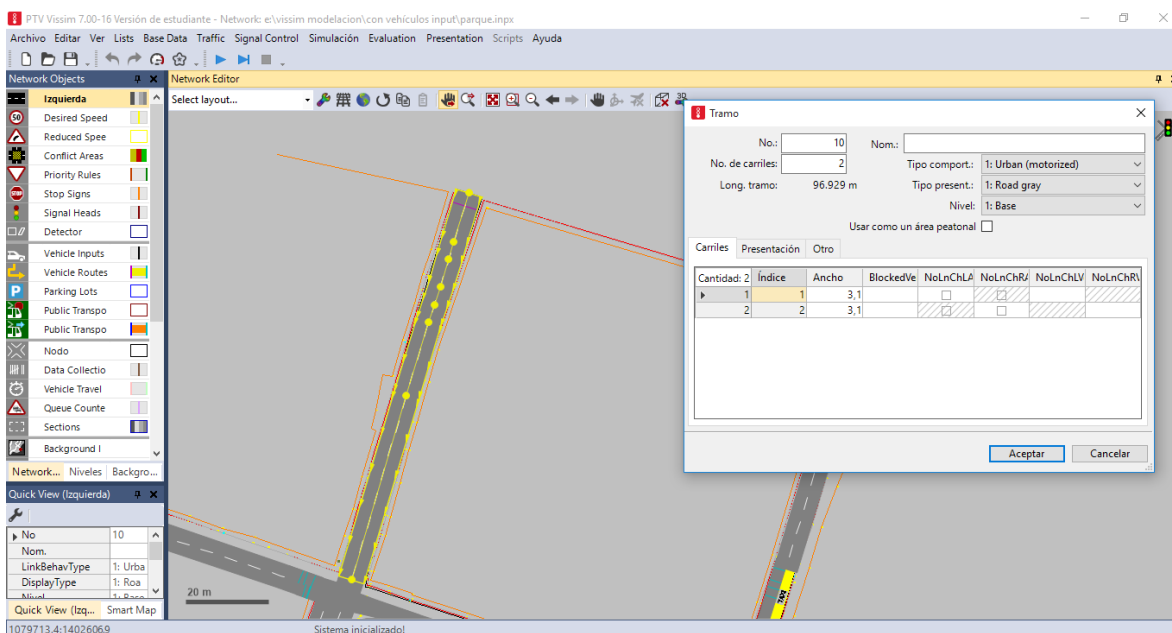 PTV Vissim 7.00-16 Versión de estudiante - Network: e:\vissim modelacion\con vehículos input\parque.inpx
Archivo Editar Ver Lists Base Data Traffic Signal Control Simulación Evaluation Presentation Scripts Ayuda
Network Objects
Network Editor
Select layout...
Izquierda
50
Desired Speed
Reduced Spee
Conflict Areas
Priority Rules
STOP
Stop Signs
Signal Heads
Detector
Vehicle Inputs
Vehicle Routes
P
Parking Lots
Public Transpo
Public Transpo
Nodo
Data Collectio
Vehicle Travel
Queue Counte
Sections
Background I
Network... Niveles Backgro...
Quick View (Izquierda)
No 10
Nom.
LinkBehavType 1: Urba
DisplayType 1: Roa
Nivel 1: Base
Quick View (Izq... Smart Map
20 m
Tramo
No.: 10 Nom.:
No. de carriles: 2 Tipo comport.: 1: Urban (motorized)
Long. tramo: 96.929 m Tipo present.: 1: Road gray
Nivel: 1: Base
Usar como un área peatonal
Carriles Presentación Otro
Cantidad: 2 Índice Ancho BlockedVe NoLnChLA NoLnChRA NoLnChLV NoLnChRV
1 1 3,1
2 2 3,1
Aceptar Cancelar
1079713.4:1402606.9 Sistema inicializado!